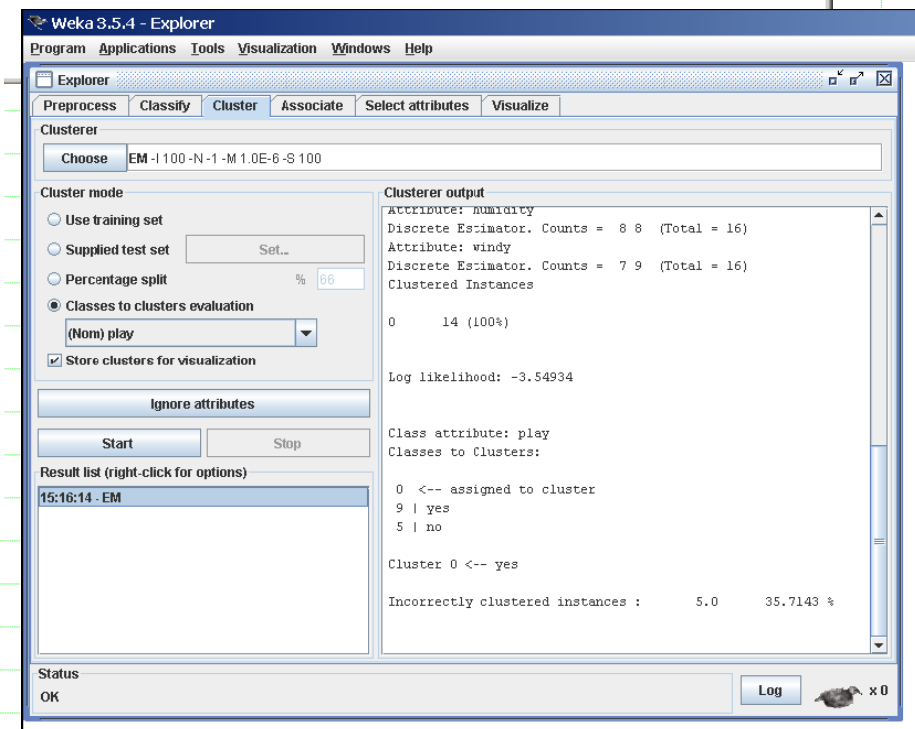 Weka 3.5.4 - Explorer
Program Applications Tools Visualization Windows Help
Explorer
Preprocess Classify Cluster Associate Select attributes Visualize
Clusterer
Choose EM -I 100 -N -1 -M 1.0E-6 -S 100
Cluster mode
Use training set
Supplied test set Set...
Percentage split % 66
Classes to clusters evaluation
(Nom) play
Store clusters for visualization
Ignore attributes
Start Stop
Result list (right-click for options)
15:16:14 - EM
Clusterer output
Attribute: humidity
Discrete Estimator. Counts = 8 8 (Total = 16)
Attribute: windy
Discrete Estimator. Counts = 7 9 (Total = 16)
Clustered Instances
0 14 (100%)
Log likelihood: -3.54934
Class attribute: play
Classes to Clusters:
0 <-- assigned to cluster
9 | yes
5 | no
Cluster 0 <-- yes
Incorrectly clustered instances : 5.0 35.7143 %
Status
OK
Log x 0